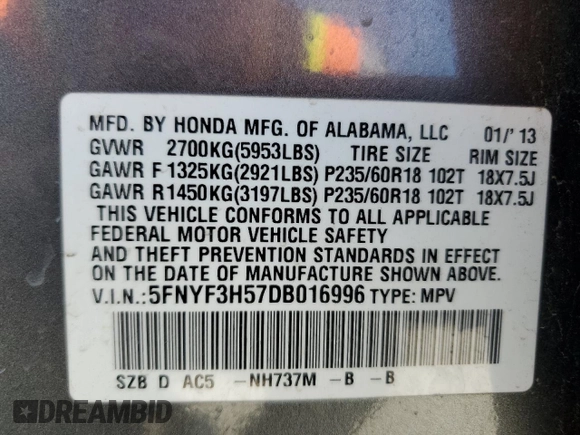 MFD. BY HONDA MFG. OF ALABAMA, LLC 01/'13
GVWR 2700KG(5953LBS) TIRE SIZE RIM SIZE
GAWR F 1325KG(2921LBS) P235/60R18 102T 18X7.5J
GAWR R 1450KG(3197LBS) P235/60R18 102T 18X7.5J
THIS VEHICLE CONFORMS TO ALL APPLICABLE
FEDERAL MOTOR VEHICLE SAFETY
AND THEFT PREVENTION STANDARDS IN EFFECT
ON THE DATE OF MANUFACTURE SHOWN ABOVE.
V.I.N.: 5FNYF3H57DB016996 TYPE: MPV
SZB D AC5 -NH737M -B -B
DREAMBID